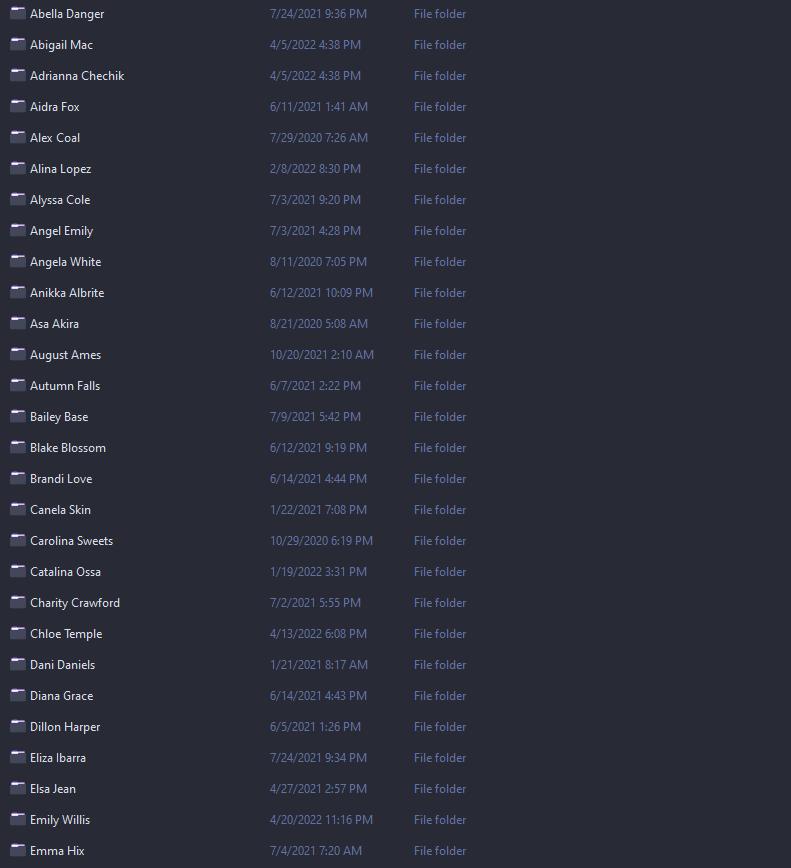 Abella Danger 7/24/2021 9:36 PM File folder
Abigail Mac 4/5/2022 4:38 PM File folder
Adrianna Chechik 4/5/2022 4:38 PM File folder
Aidra Fox 6/11/2021 1:41 AM File folder
Alex Coal 7/29/2020 7:26 AM File folder
Alina Lopez 2/8/2022 8:30 PM File folder
Alyssa Cole 7/3/2021 9:20 PM File folder
Angel Emily 7/3/2021 4:28 PM File folder
Angela White 8/11/2020 7:05 PM File folder
Anikka Albrite 6/12/2021 10:09 PM File folder
Asa Akira 8/21/2020 5:08 AM File folder
August Ames 10/20/2021 2:10 AM File folder
Autumn Falls 6/7/2021 2:22 PM File folder
Bailey Base 7/9/2021 5:42 PM File folder
Blake Blossom 6/12/2021 9:19 PM File folder
Brandi Love 6/14/2021 4:44 PM File folder
Canela Skin 1/22/2021 7:08 PM File folder
Carolina Sweets 10/29/2020 6:19 PM File folder
Catalina Ossa 1/19/2022 3:31 PM File folder
Charity Crawford 7/2/2021 5:55 PM File folder
Chloe Temple 4/13/2022 6:08 PM File folder
Dani Daniels 1/21/2021 8:17 AM File folder
Diana Grace 6/14/2021 4:43 PM File folder
Dillon Harper 6/5/2021 1:26 PM File folder
Eliza Ibarra 7/24/2021 9:34 PM File folder
Elsa Jean 4/27/2021 2:57 PM File folder
Emily Willis 4/20/2022 11:16 PM File folder
Emma Hix 7/4/2021 7:20 AM File folder